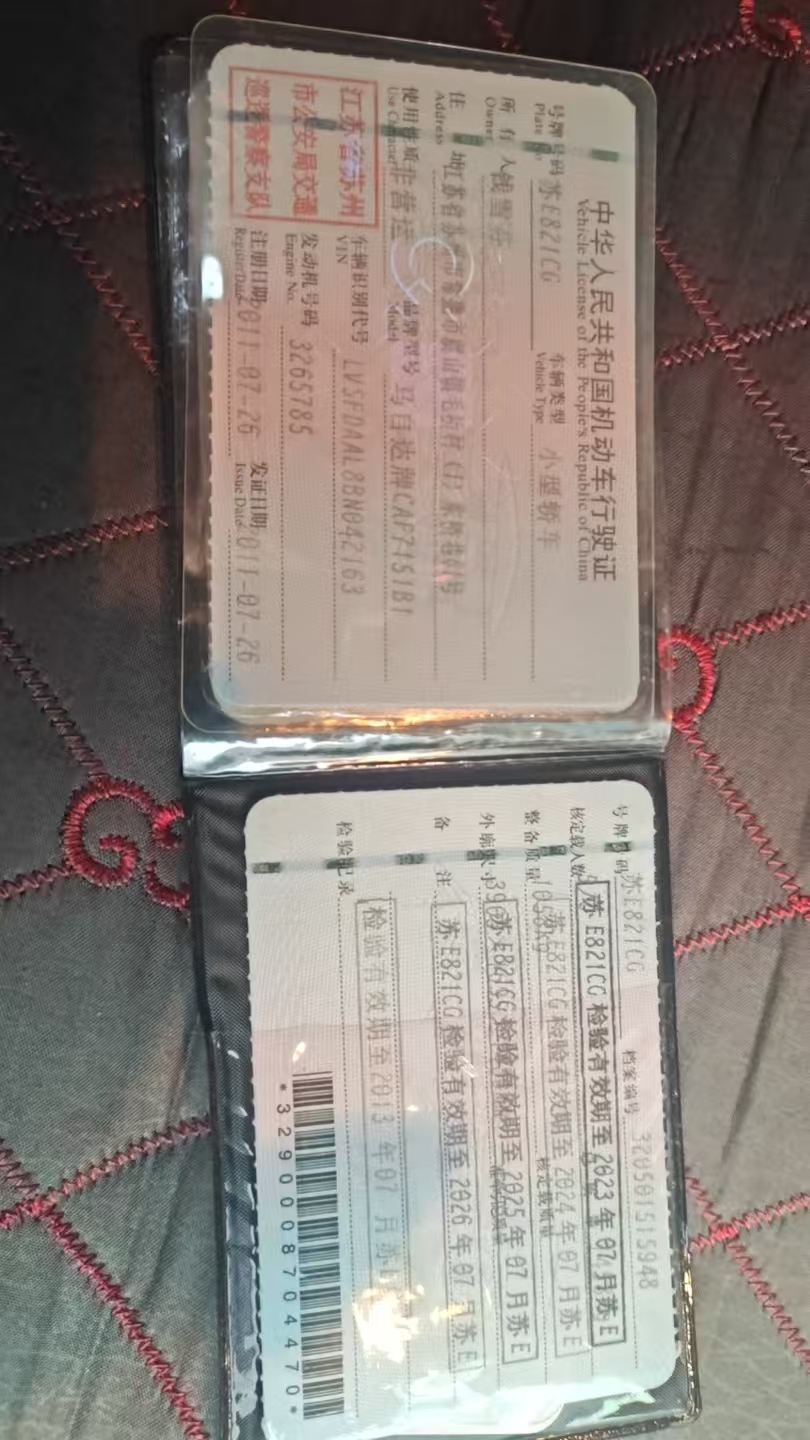 中华人民共和国机动车行驶证
Vehicle License of the People's Republic of China
号牌号码 苏E821CG 车辆类型 小型轿车
Plate No. Vehicle Type
所有人
Owner
住址
Address
使用性质 非营运 品牌型号 马自达牌CAF7151B1
Use Character Model
江苏省苏州
市公安局交通
巡逻警察支队
车辆识别代号 LVSFDAAL8BN042163
VIN
发动机号码 3265785
Engine No.
注册日期 2011-07-26 发证日期 2011-07-26
Register Date Issue Date
号牌号码 苏E821CG 档案编号 320501515948
核定载人数
苏E821CG 检验有效期至2023年07月苏E
整备质量 1058kg 核定载质量
苏E821CG 检验有效期至2024年07月苏E
外廓尺寸
苏E821CG 检验有效期至2025年07月苏E
备注
苏E821CG 检验有效期至2026年07月苏E
检验记录
检验有效期至2013年07月苏
*3290008704470*